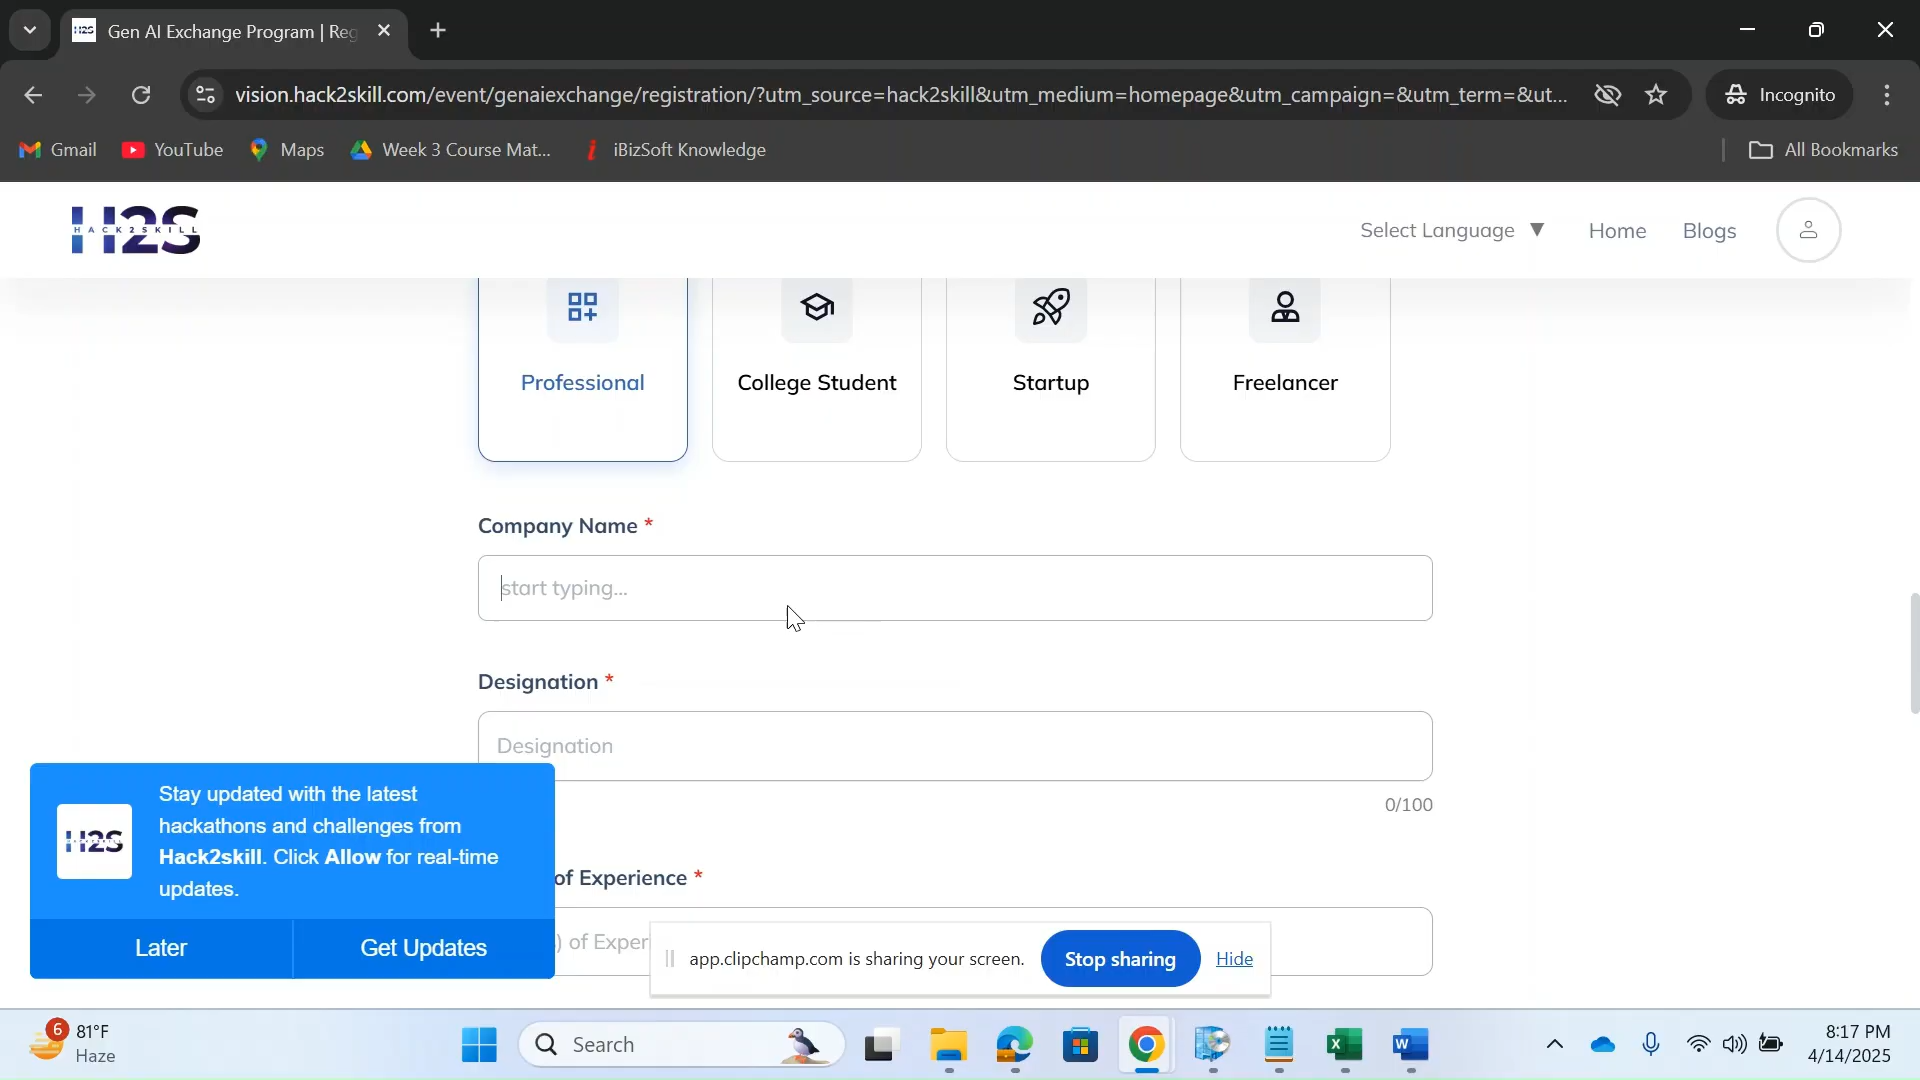 H2S Gen AI Exchange Program | Reg
vision.hack2skill.com/event/genaiexchange/registration/?utm_source=hack2skill&utm_medium=homepage&utm_campaign=&utm_term=&ut... Incognito
Gmail YouTube Maps Week 3 Course Mat... iBizSoft Knowledge All Bookmarks
H2S
HACK2SKILL
Select Language ▼ Home Blogs
Professional College Student Startup Freelancer
Company Name *
start typing...
Designation *
Designation
0/100
Stay updated with the latest
hackathons and challenges from
Hack2skill. Click Allow for real-time
updates.
H2S
Later Get Updates
of Experience *
) of Exper
app.clipchamp.com is sharing your screen. Stop sharing Hide
6 81°F
Haze
Search
8:17 PM
4/14/2025